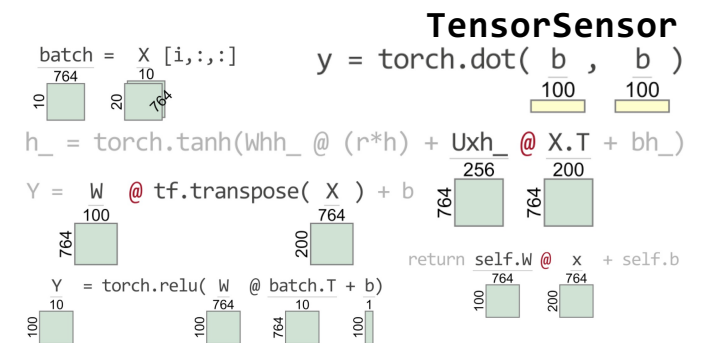 TensorSensor
batch = X [i,:,:]
764 10
10 20 764
y = torch.dot( b , b )
100 100
h_ = torch.tanh(Whh_ @ (r*h) + Uxh_ @ X.T + bh_)
256 200
764 764
Y = W @ tf.transpose( X ) + b
100 764
764 200
return self.W @ x + self.b
764 764
100 200
Y = torch.relu( W @ batch.T + b)
10 764 10 1
100 100 764 100